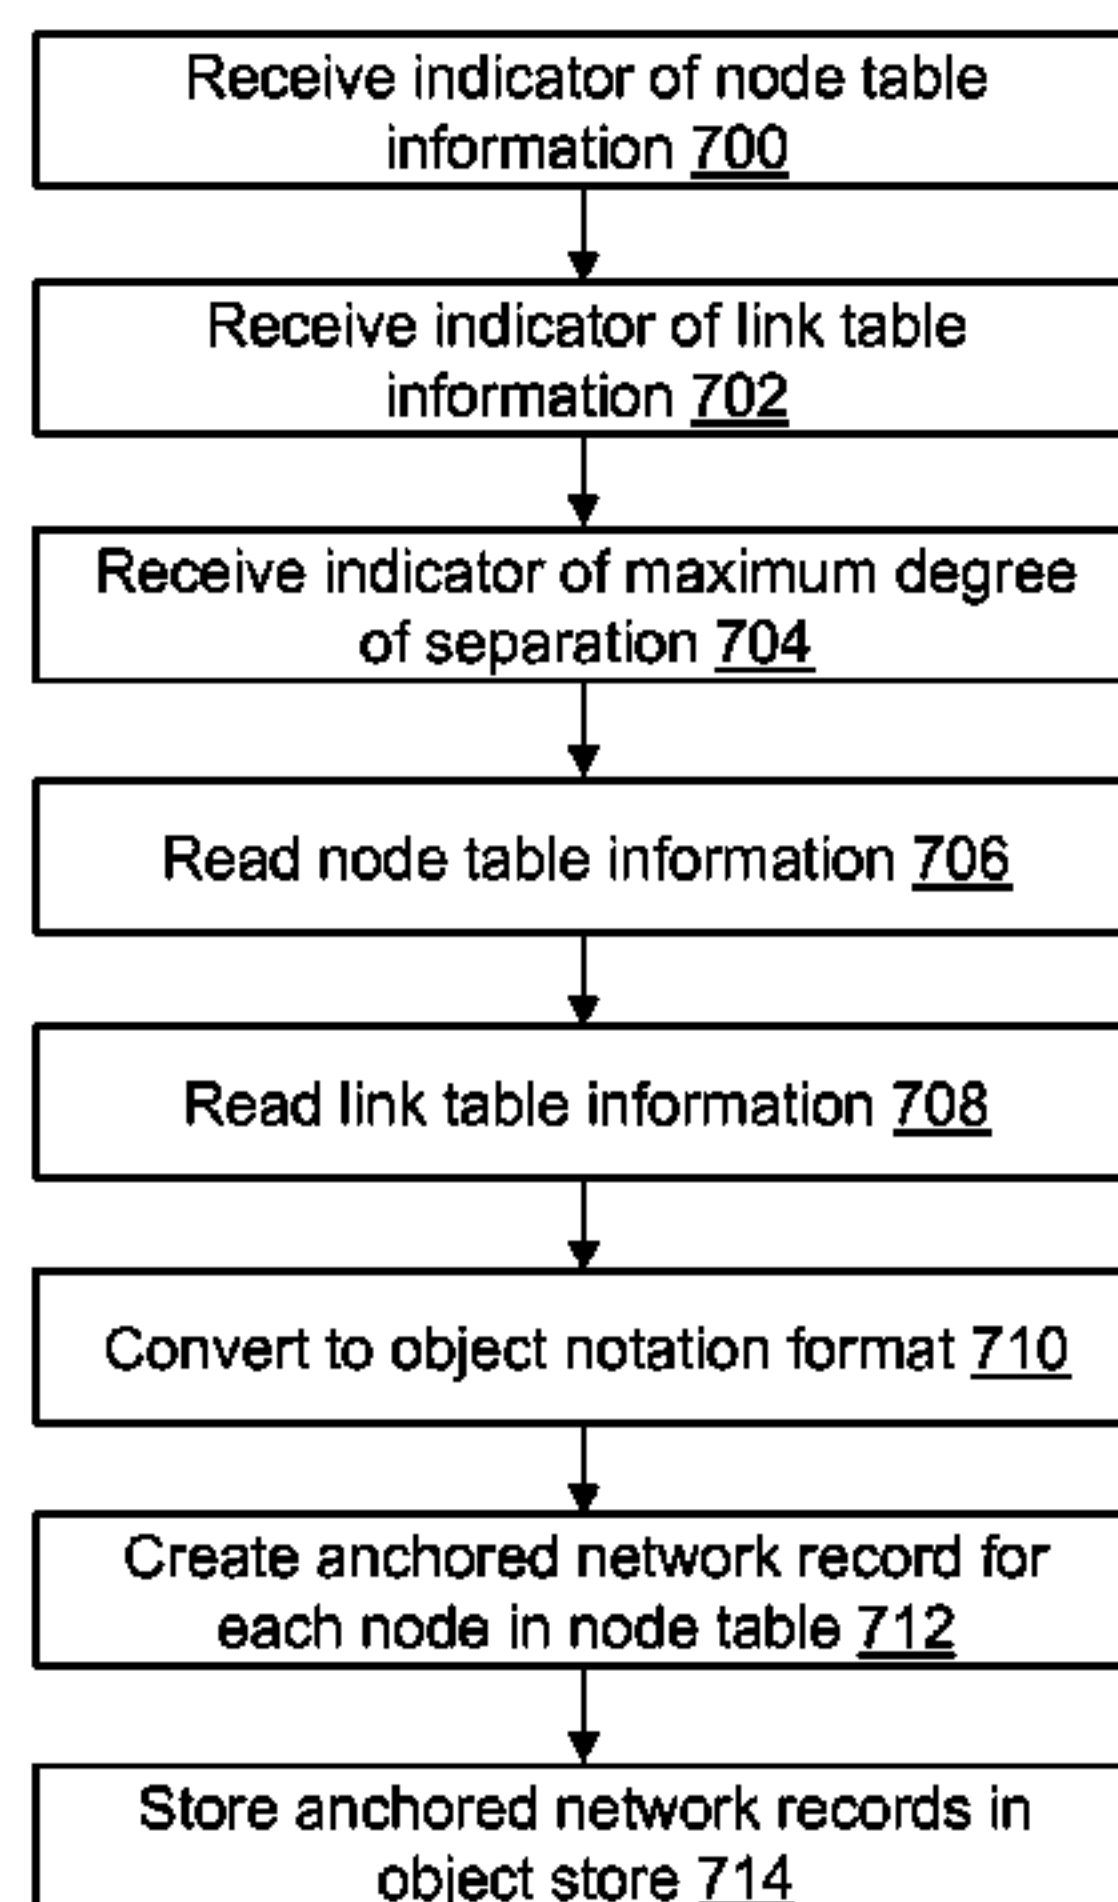 Receive indicator of node table
information 700
Receive indicator of link table
information 702
Receive indicator of maximum degree
of separation 704
Read node table information 706
Read link table information 708
Convert to object notation format 710
Create anchored network record for
each node in node table 712
Store anchored network records in
object store 714